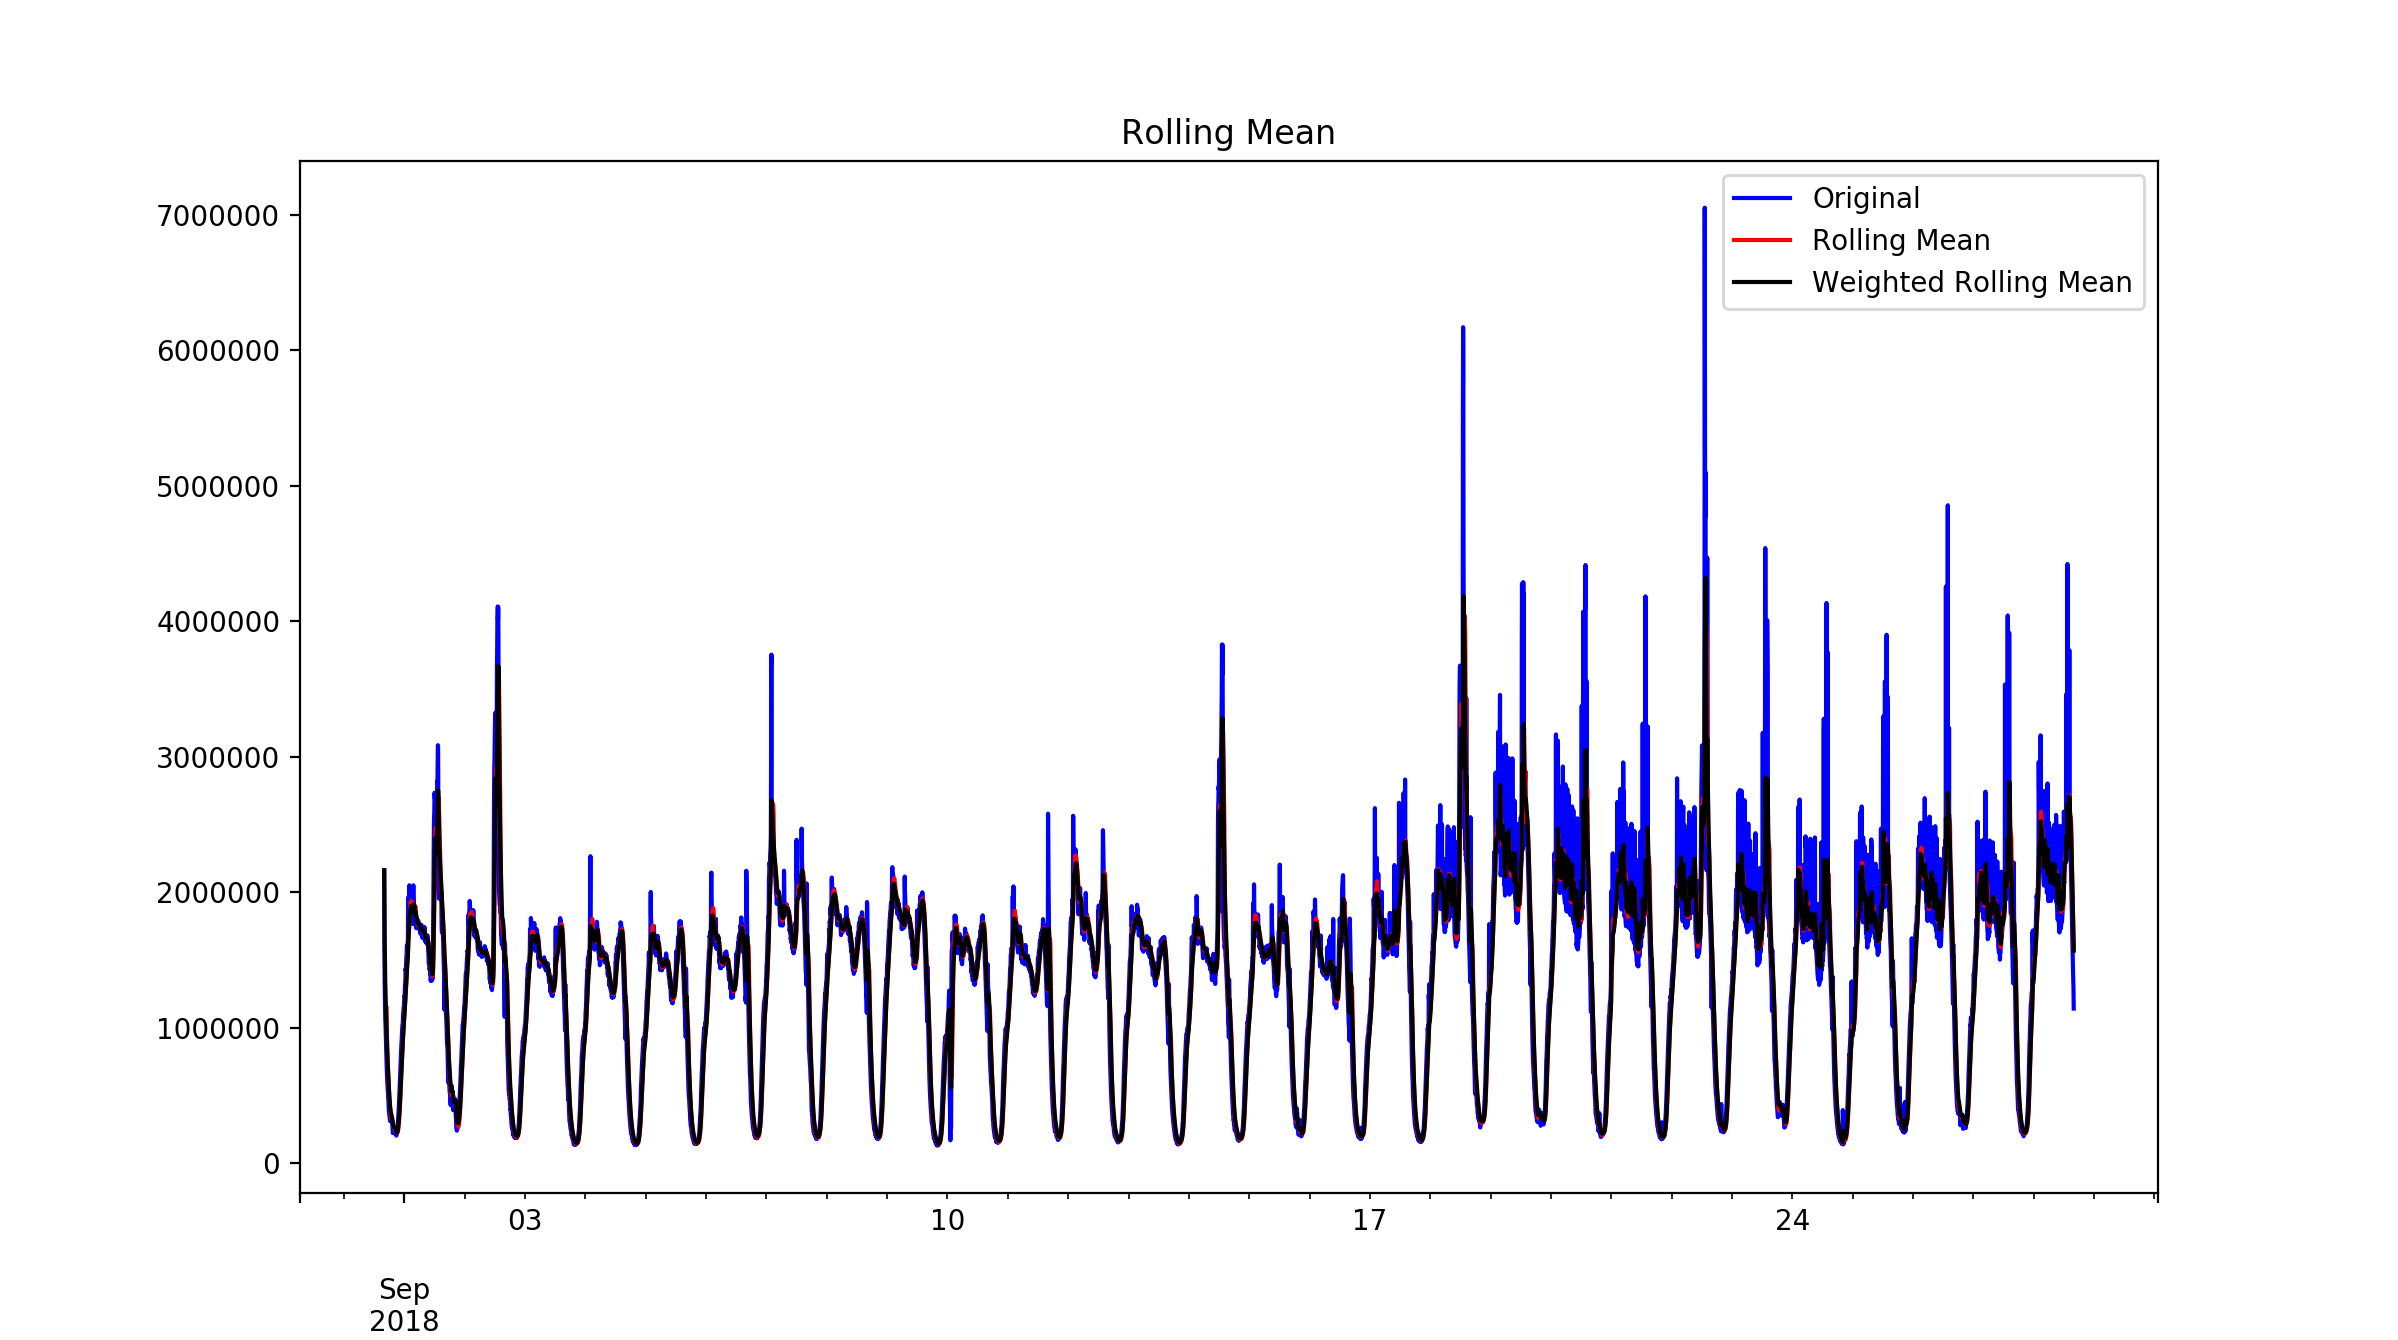 Rolling Mean
Original
Rolling Mean
Weighted Rolling Mean
7000000
6000000
5000000
4000000
3000000
2000000
1000000
0
03 10 17 24
Sep
2018